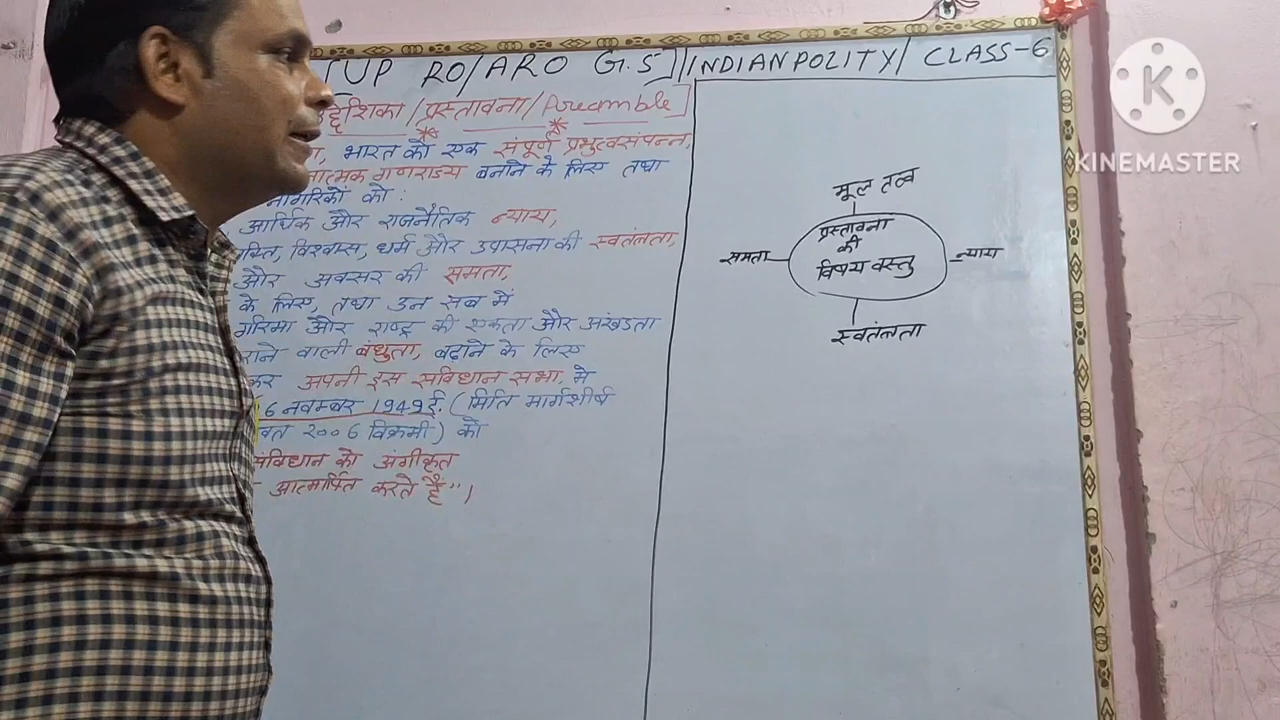 [UP RO/ARO G.S] INDIAN POLITY/ CLASS-6
द्देशिका/प्रस्तावना/Preamble]
भारत को एक संपूर्ण प्रभुत्वसंपन्न,
गणराज्य बनाने के लिए तथा
नागरिकों को :
आर्थिक और राजनैतिक न्याय,
विश्वास, धर्म और उपासना की स्वतंत्रता,
और अवसर की समता,
के लिए, तथा उन सब में
गरिमा और राष्ट्र की एकता और अखंडता
वाली बंधुता, बढ़ाने के लिए
कर अपनी इस संविधान सभा, मे
6 नवम्बर 1949 ई. (मिति मार्गशीर्ष
२००६ विक्रमी) को
संविधान को अंगीकृत
आत्मार्पित करते हैं"।
मूल तत्व
प्रस्तावना
की
विषय वस्तु
समता
न्याय
स्वतंत्रता
KINEMASTER